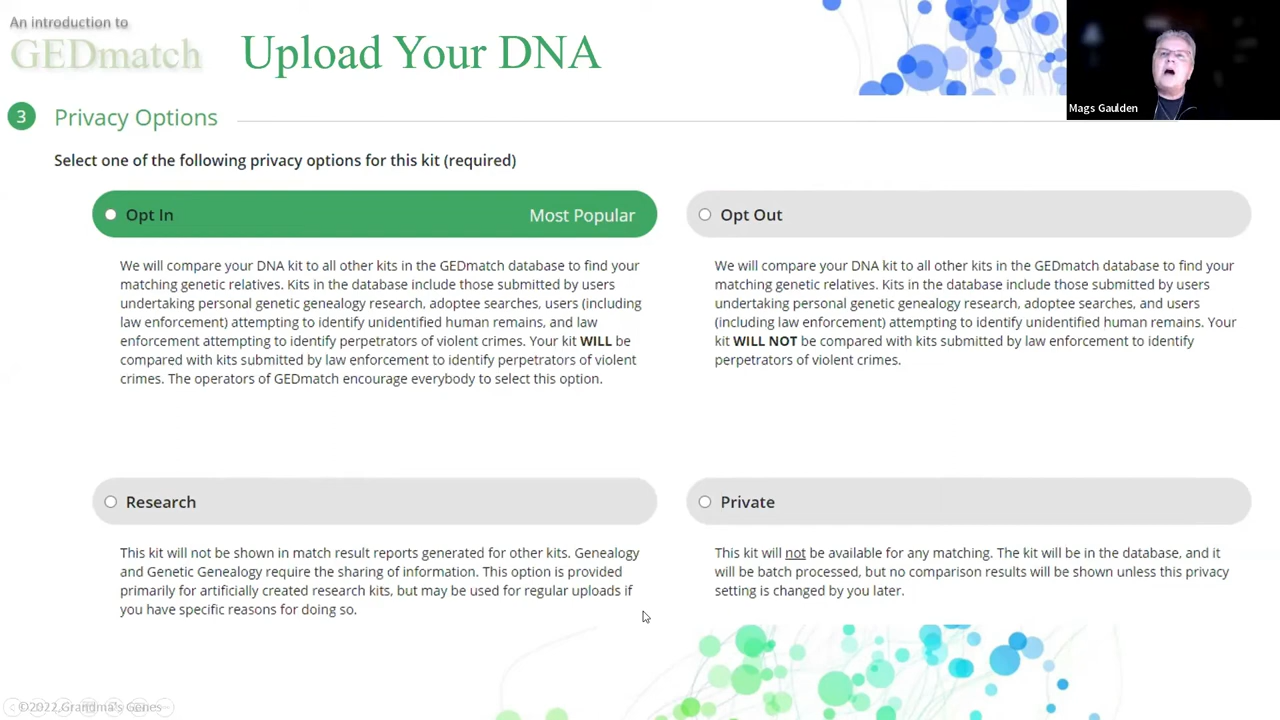 An introduction to
GEDmatch
Upload Your DNA
Mags Gaulden
3 Privacy Options
Select one of the following privacy options for this kit (required)
Opt In Most Popular
We will compare your DNA kit to all other kits in the GEDmatch database to find your
matching genetic relatives. Kits in the database include those submitted by users
undertaking personal genetic genealogy research, adoptee searches, users (including
law enforcement) attempting to identify unidentified human remains, and law
enforcement attempting to identify perpetrators of violent crimes. Your kit WILL be
compared with kits submitted by law enforcement to identify perpetrators of violent
crimes. The operators of GEDmatch encourage everybody to select this option.
Opt Out
We will compare your DNA kit to all other kits in the GEDmatch database to find your
matching genetic relatives. Kits in the database include those submitted by users
undertaking personal genetic genealogy research, adoptee searches, and users
(including law enforcement) attempting to identify unidentified human remains. Your
kit WILL NOT be compared with kits submitted by law enforcement to identify
perpetrators of violent crimes.
Research
This kit will not be shown in match result reports generated for other kits. Genealogy
and Genetic Genealogy require the sharing of information. This option is provided
primarily for artificially created research kits, but may be used for regular uploads if
you have specific reasons for doing so.
Private
This kit will not be available for any matching. The kit will be in the database, and it
will be batch processed, but no comparison results will be shown unless this privacy
setting is changed by you later.
©2022 Grandma's Genes